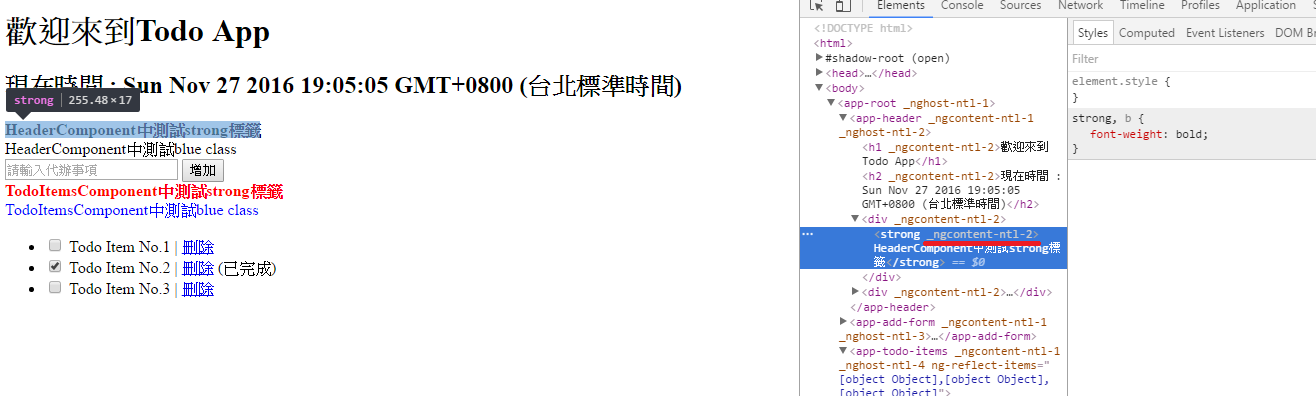 歡迎來到Todo App
現在時間 : Sun Nov 27 2016 19:05:05 GMT+0800 (台北標準時間)
strong 255.48×17
HeaderComponent中測試strong標籤
HeaderComponent中測試blue class
請輸入代辦事項 增加
TodoItemsComponent中測試strong標籤
TodoItemsComponent中測試blue class
Todo Item No.1 | 刪除
Todo Item No.2 | 刪除 (已完成)
Todo Item No.3 | 刪除
Elements Console Sources Network Timeline Profiles Application
<!DOCTYPE html>
<html>
#shadow-root (open)
<head>…</head>
<body>
<app-root _nghost-ntl-1>
<app-header _ngcontent-ntl-1
_nghost-ntl-2>
<h1 _ngcontent-ntl-2>歡迎來到
Todo App</h1>
<h2 _ngcontent-ntl-2>現在時間 :
Sun Nov 27 2016 19:05:05
GMT+0800 (台北標準時間)</h2>
<div _ngcontent-ntl-2>
… <strong _ngcontent-ntl-2>
HeaderComponent中測試strong標
籤</strong> == $0
</div>
<div _ngcontent-ntl-2>…</div>
</app-header>
<app-add-form _ngcontent-ntl-1
_nghost-ntl-3>…</app-add-form>
<app-todo-items _ngcontent-ntl-1
_nghost-ntl-4 ng-reflect-items="
[object Object],[object Object],
[object Object]">
Styles Computed Event Listeners DOM Br
Filter
element.style {
}
strong, b {
font-weight: bold;
}